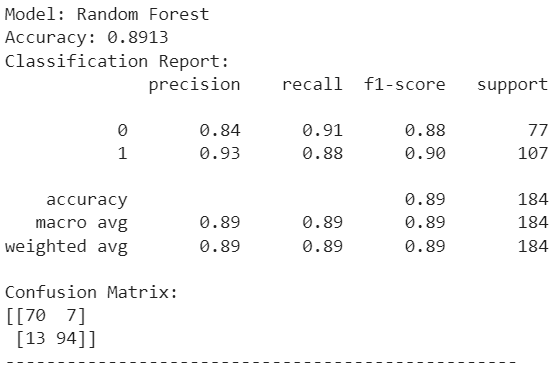 Model: Random Forest
Accuracy: 0.8913
Classification Report:
              precision    recall  f1-score   support

           0       0.84      0.91      0.88        77
           1       0.93      0.88      0.90       107

    accuracy                           0.89       184
   macro avg       0.89      0.89      0.89       184
weighted avg       0.89      0.89      0.89       184

Confusion Matrix:
[[70  7]
 [13 94]]
--------------------------------------------------